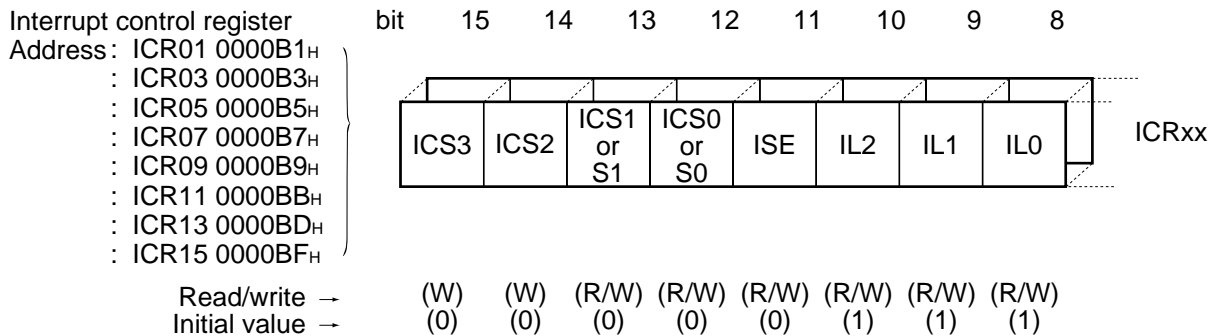 Interrupt control register bit 15 14 13 12 11 10 9 8
Address : ICR01 0000B1H
: ICR03 0000B3H
: ICR05 0000B5H
: ICR07 0000B7H
: ICR09 0000B9H
: ICR11 0000BBH
: ICR13 0000BDH
: ICR15 0000BFH
ICS3 ICS2 ICS1 or S1 ICS0 or S0 ISE IL2 IL1 IL0 ICRxx
Read/write → (W) (W) (R/W) (R/W) (R/W) (R/W) (R/W) (R/W)
Initial value → (0) (0) (0) (0) (0) (1) (1) (1)